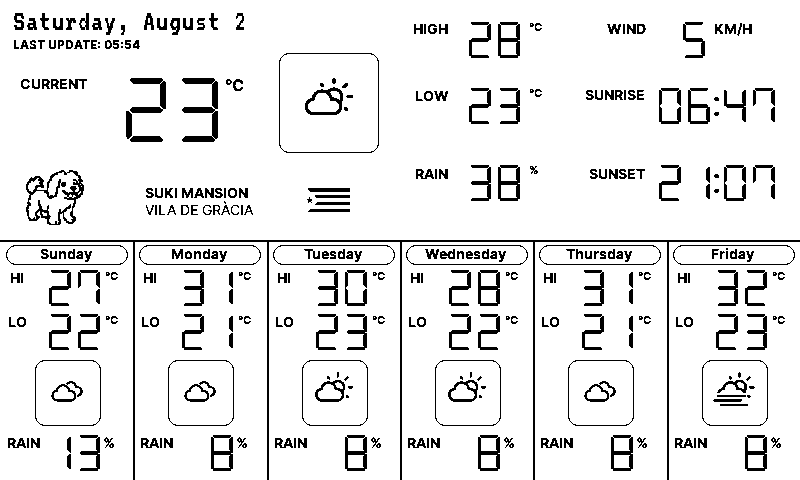 Saturday, August 2
LAST UPDATE: 05:54
CURRENT 23 °C
HIGH 28 °C
LOW 23 °C
RAIN 38 %
WIND 5 KM/H
SUNRISE 06:47
SUNSET 21:07
SUKI MANSION
VILA DE GRÀCIA
Sunday
HI 27 °C
LO 22 °C
RAIN 13 %
Monday
HI 31 °C
LO 21 °C
RAIN 8 %
Tuesday
HI 30 °C
LO 23 °C
RAIN 8 %
Wednesday
HI 28 °C
LO 22 °C
RAIN 8 %
Thursday
HI 31 °C
LO 21 °C
RAIN 8 %
Friday
HI 32 °C
LO 23 °C
RAIN 8 %